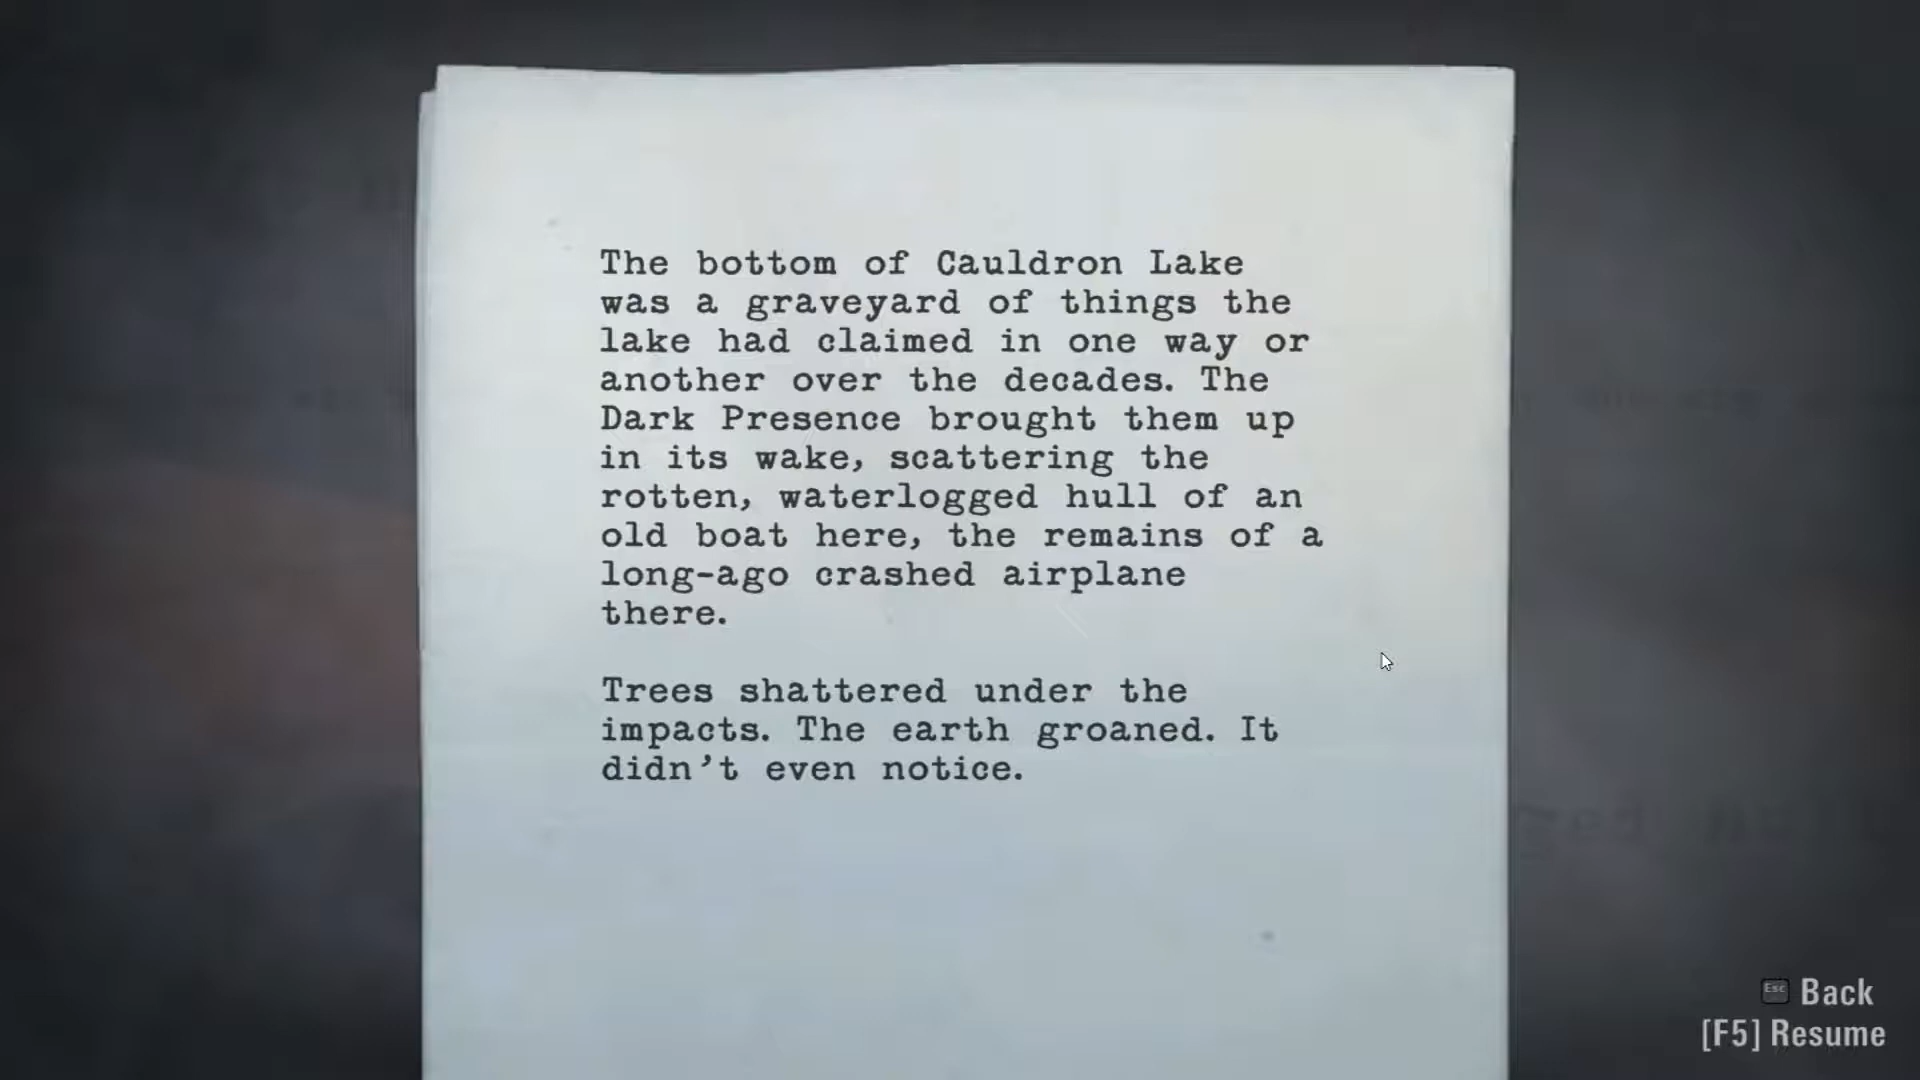 The bottom of Cauldron Lake
was a graveyard of things the
lake had claimed in one way or
another over the decades. The
Dark Presence brought them up
in its wake, scattering the
rotten, waterlogged hull of an
old boat here, the remains of a
long-ago crashed airplane
there.
Trees shattered under the
impacts. The earth groaned. It
didn't even notice.
Esc Back
[F5] Resume